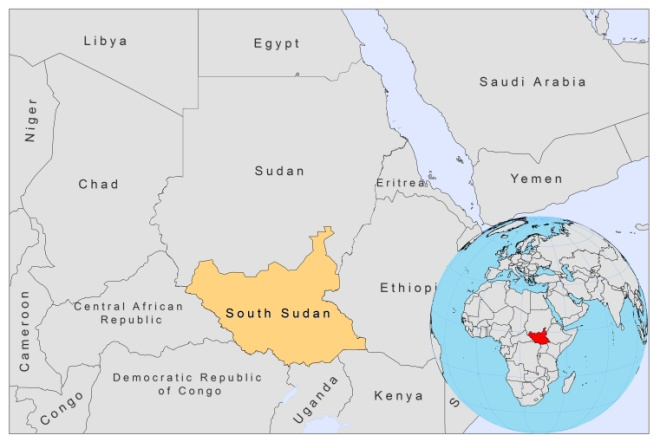 Libya
Egypt
Saudi Arabia
Niger
Chad
Sudan
Eritrea
Yemen
Ethiopi
Cameroon
Central African
Republic
South Sudan
Democratic Republic
of Congo
Congo
Uganda
Kenya
S